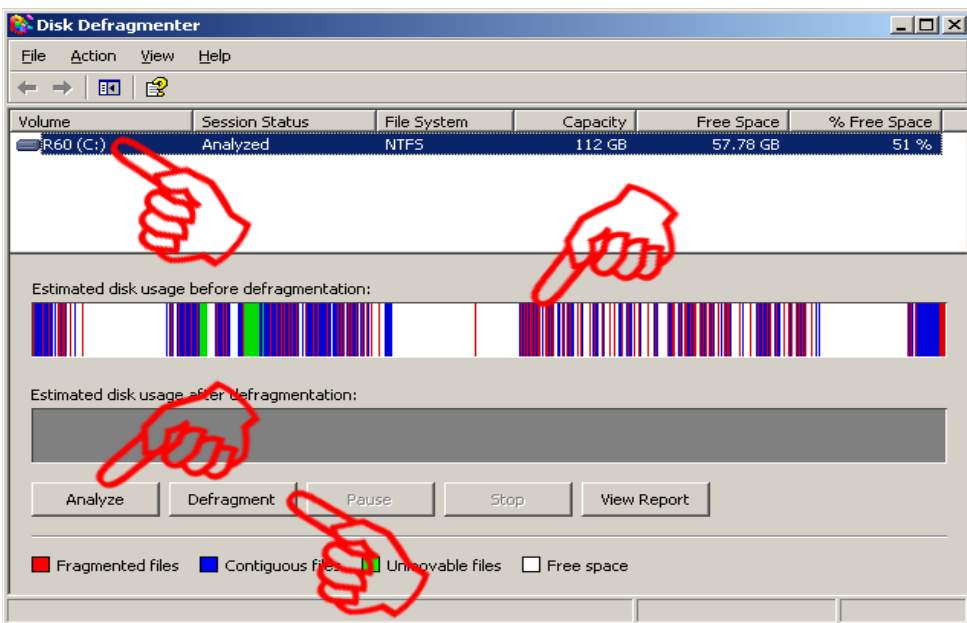 Disk Defragmenter
File Action View Help
Volume Session Status File System Capacity Free Space % Free Space
R60 (C:) Analyzed NTFS 112 GB 57.78 GB 51 %
Estimated disk usage before defragmentation:
Estimated disk usage after defragmentation:
Analyze Defragment Pause Stop View Report
Fragmented files Contiguous files Unmovable files Free space